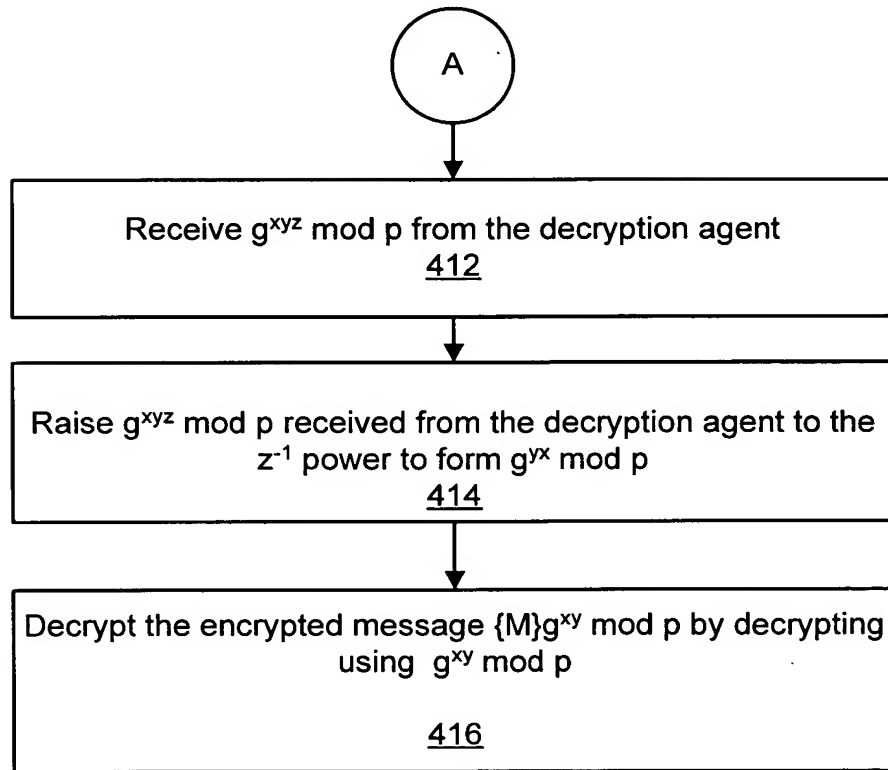 A
Receive g^xyz mod p from the decryption agent
412
Raise g^xyz mod p received from the decryption agent to the
z^-1 power to form g^yx mod p
414
Decrypt the encrypted message {M}g^xy mod p by decrypting
using g^xy mod p
416